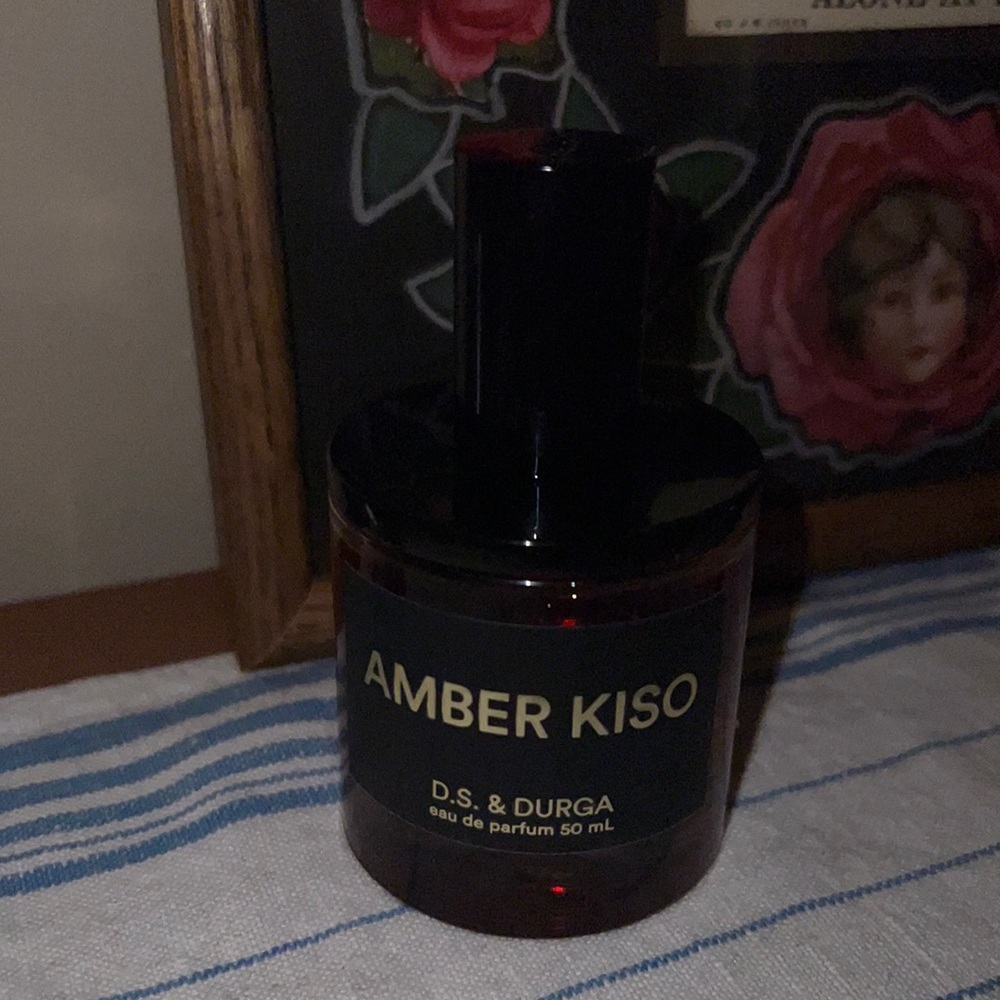 AMBER KISO
D.S. & DURGA
eau de parfum 50 mL